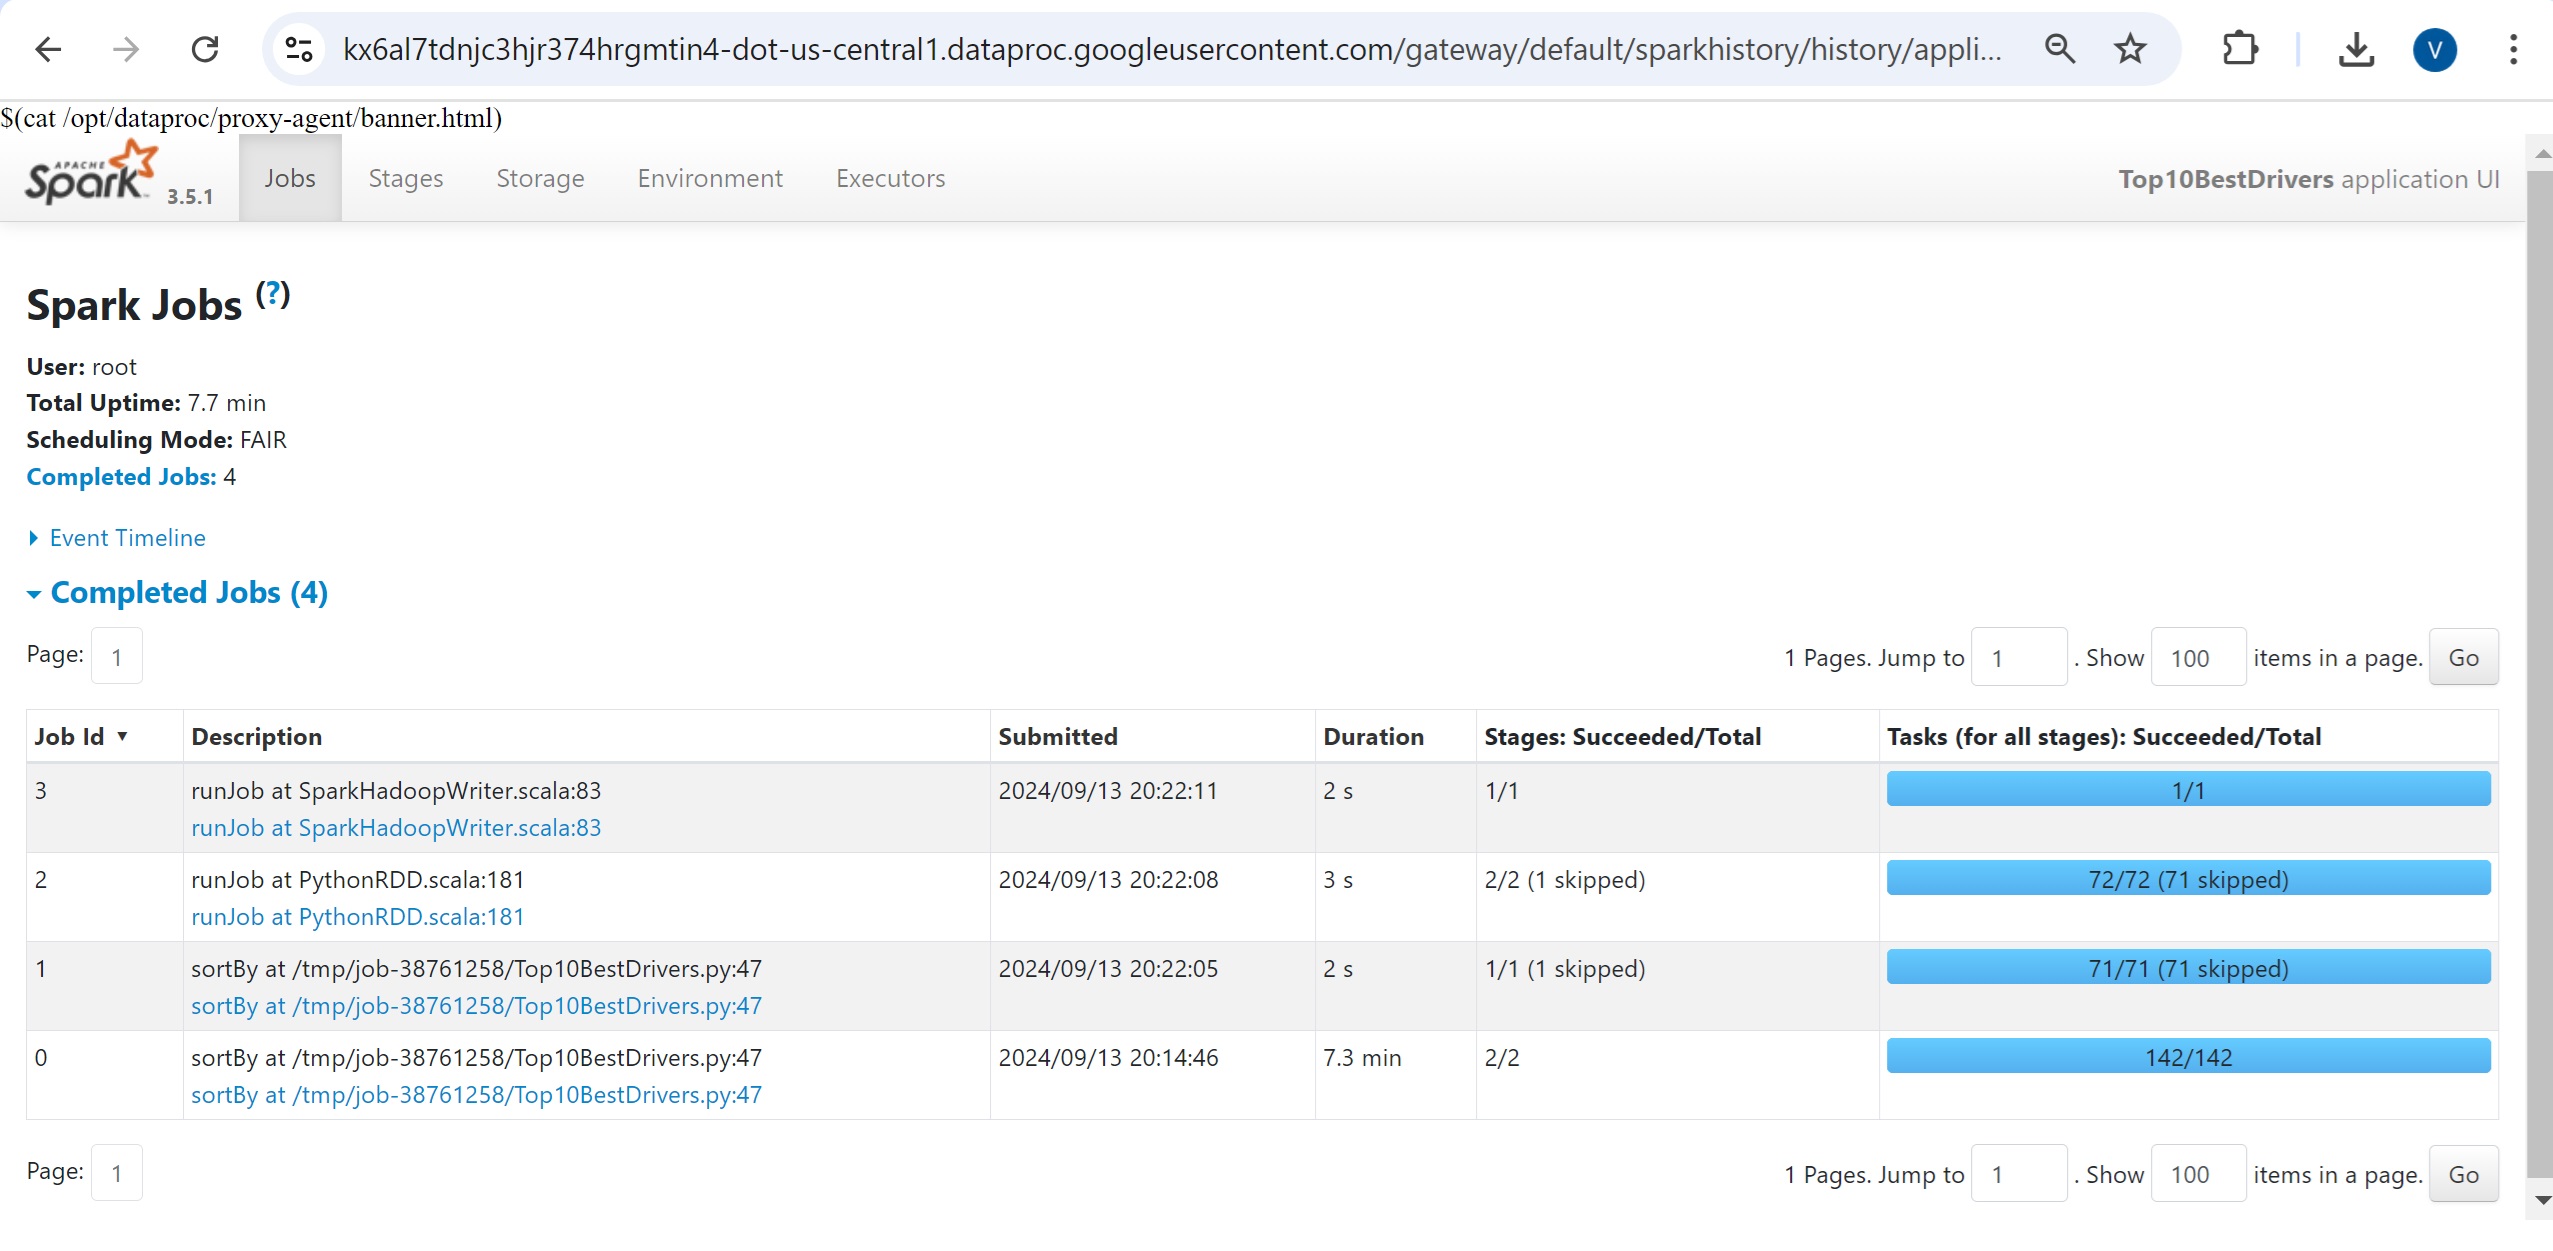 kx6al7tdnjc3hjr374hrgmtin4-dot-us-central1.dataproc.googleusercontent.com/gateway/default/sparkhistory/history/appli...
V
$(cat /opt/dataproc/proxy-agent/banner.html)
APACHE Spark 3.5.1 Jobs Stages Storage Environment Executors Top10BestDrivers application UI
Spark Jobs (?)
User: root
Total Uptime: 7.7 min
Scheduling Mode: FAIR
Completed Jobs: 4
Event Timeline
Completed Jobs (4)
Page: 1 1 Pages. Jump to 1 . Show 100 items in a page. Go
Job Id ▼ Description Submitted Duration Stages: Succeeded/Total Tasks (for all stages): Succeeded/Total
3 runJob at SparkHadoopWriter.scala:83 2024/09/13 20:22:11 2 s 1/1 1/1
runJob at SparkHadoopWriter.scala:83
2 runJob at PythonRDD.scala:181 2024/09/13 20:22:08 3 s 2/2 (1 skipped) 72/72 (71 skipped)
runJob at PythonRDD.scala:181
1 sortBy at /tmp/job-38761258/Top10BestDrivers.py:47 2024/09/13 20:22:05 2 s 1/1 (1 skipped) 71/71 (71 skipped)
sortBy at /tmp/job-38761258/Top10BestDrivers.py:47
0 sortBy at /tmp/job-38761258/Top10BestDrivers.py:47 2024/09/13 20:14:46 7.3 min 2/2 142/142
sortBy at /tmp/job-38761258/Top10BestDrivers.py:47
Page: 1 1 Pages. Jump to 1 . Show 100 items in a page. Go